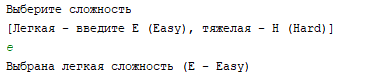 Выберите сложность
[Легкая - введите E (Easy), тяжелая - H (Hard)]
e
Выбрана легкая сложность (E - Easy)